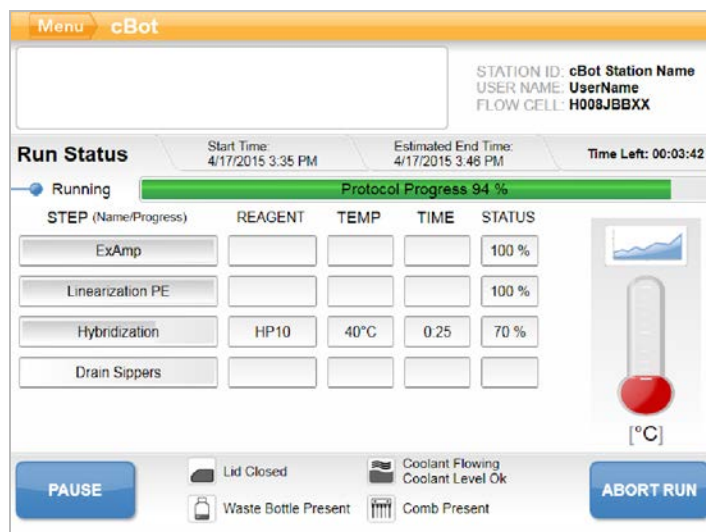 Menu cBot
STATION ID: cBot Station Name
USER NAME: UserName
FLOW CELL: H008JBBXX
Run Status
Start Time:
4/17/2015 3:35 PM
Estimated End Time:
4/17/2015 3:46 PM
Time Left: 00:03:42
Running
Protocol Progress 94 %
STEP (Name/Progress) REAGENT TEMP TIME STATUS
ExAmp 100 %
Linearization PE 100 %
Hybridization HP10 40°C 0:25 70 %
Drain Sippers
[°C]
PAUSE
Lid Closed
Coolant Flowing
Coolant Level Ok
Waste Bottle Present
Comb Present
ABORT RUN